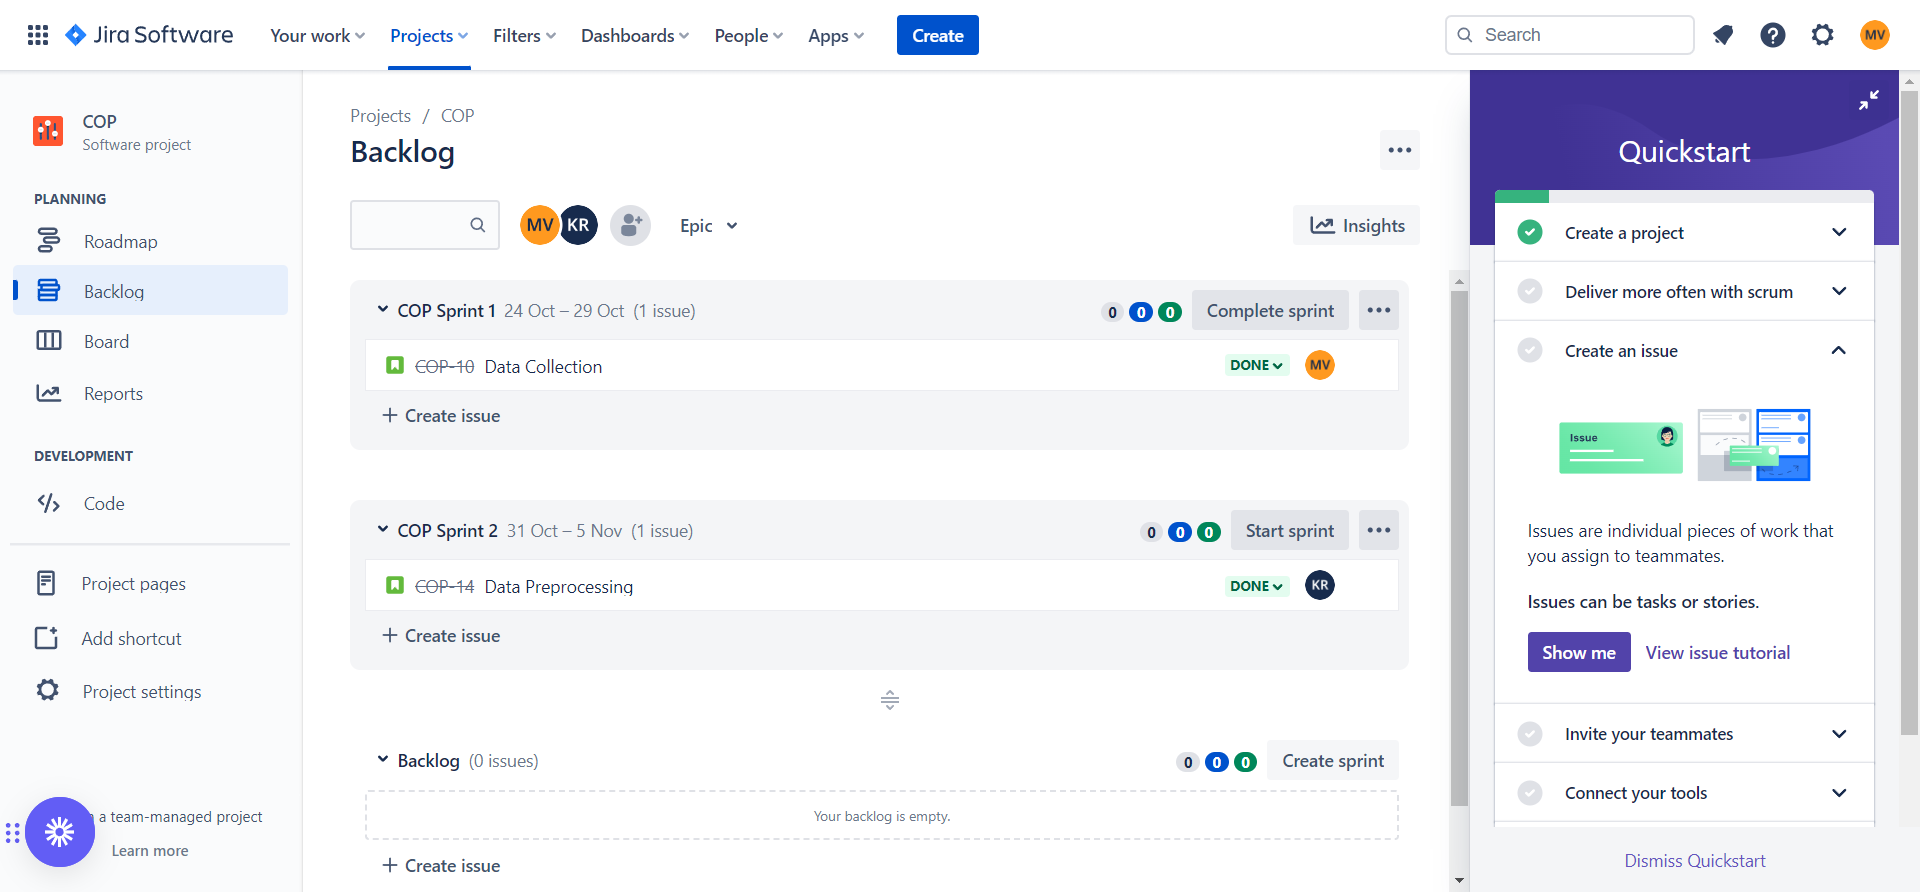 Jira Software Your work Projects Filters Dashboards People Apps Create Search MV
COP
Software project
PLANNING
Roadmap
Backlog
Board
Reports
DEVELOPMENT
Code
Project pages
Add shortcut
Project settings
a team-managed project
Learn more
Projects / COP
Backlog
MV KR Epic Insights
COP Sprint 1 24 Oct – 29 Oct (1 issue) 0 0 0 Complete sprint
COP-10 Data Collection DONE MV
+ Create issue
COP Sprint 2 31 Oct – 5 Nov (1 issue) 0 0 0 Start sprint
COP-14 Data Preprocessing DONE KR
+ Create issue
Backlog (0 issues) 0 0 0 Create sprint
Your backlog is empty.
+ Create issue
Quickstart
Create a project
Deliver more often with scrum
Create an issue
Issue
Issues are individual pieces of work that
you assign to teammates.
Issues can be tasks or stories.
Show me View issue tutorial
Invite your teammates
Connect your tools
Dismiss Quickstart